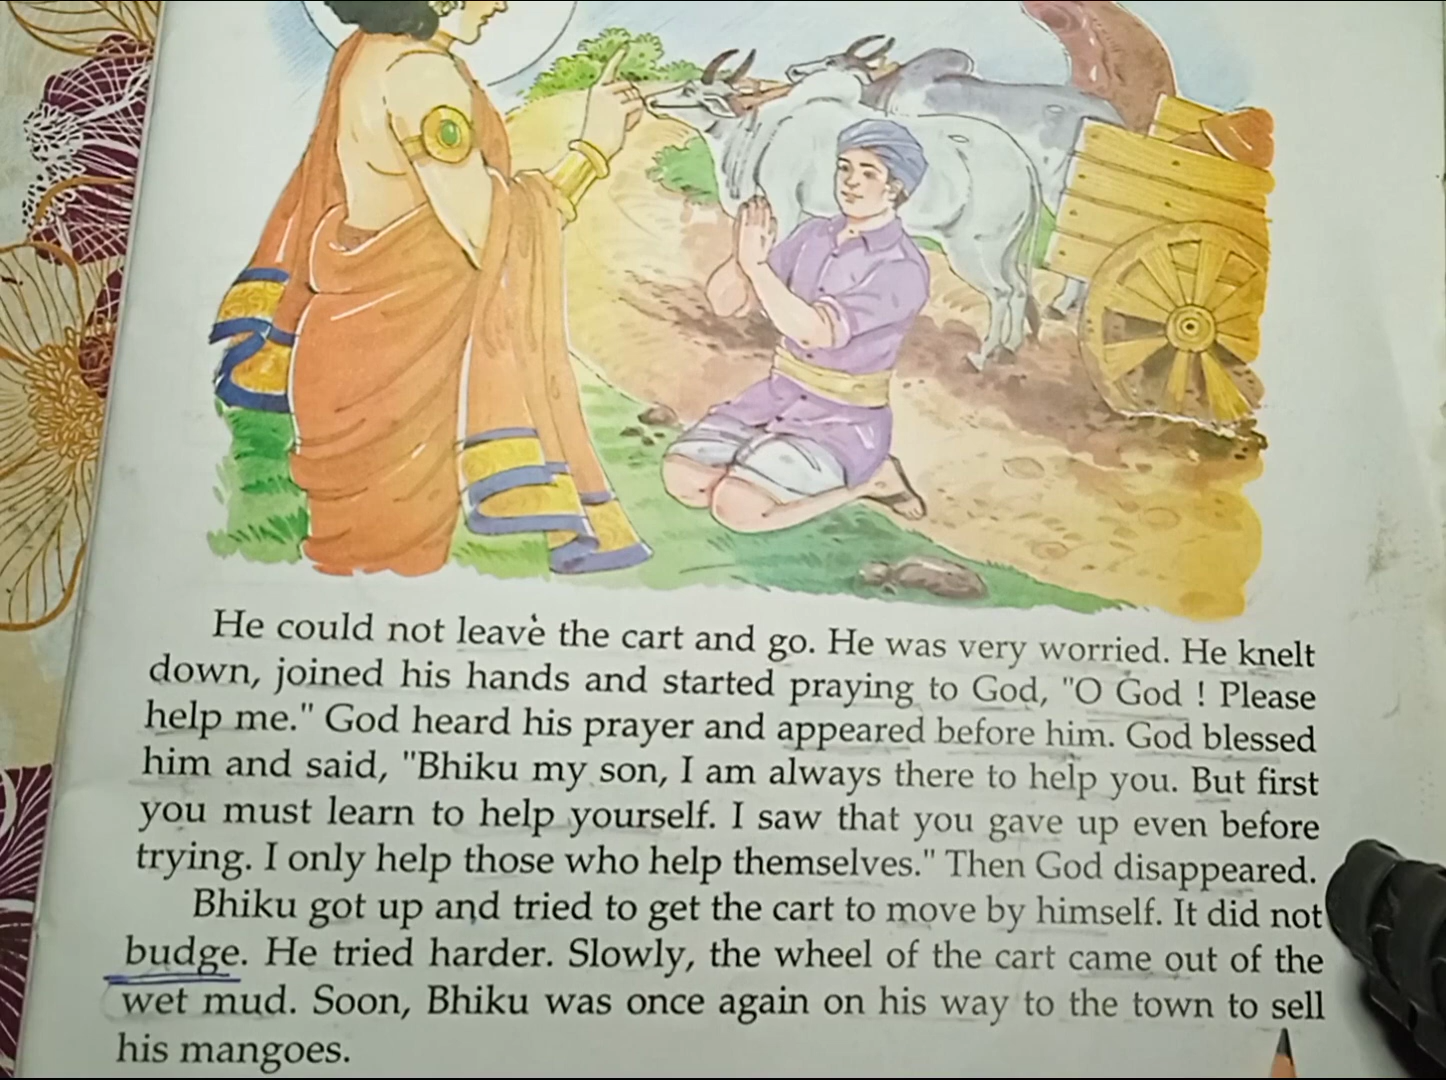 He could not leave the cart and go. He was very worried. He knelt
down, joined his hands and started praying to God, "O God ! Please
help me." God heard his prayer and appeared before him. God blessed
him and said, "Bhiku my son, I am always there to help you. But first
you must learn to help yourself. I saw that you gave up even before
trying. I only help those who help themselves." Then God disappeared.
Bhiku got up and tried to get the cart to move by himself. It did not
budge. He tried harder. Slowly, the wheel of the cart came out of the
wet mud. Soon, Bhiku was once again on his way to the town to sell
his mangoes.